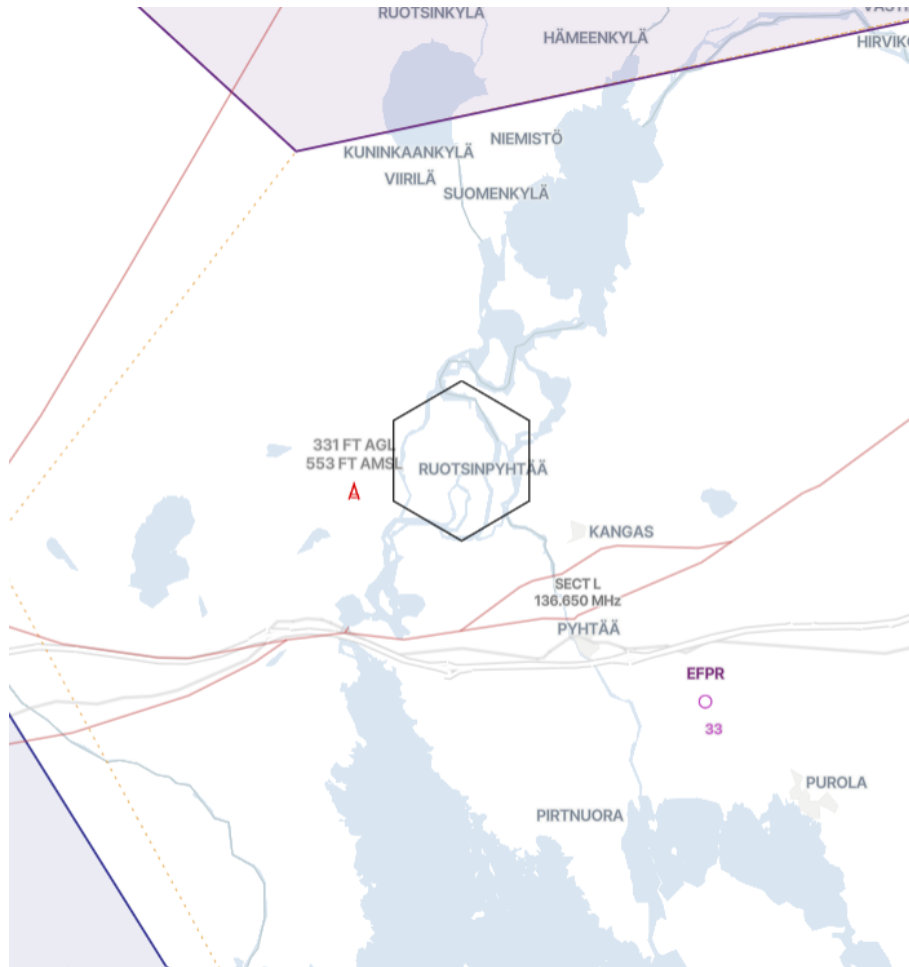 RUOTSINKYLÄ
HÄMEENKYLÄ
HIRVIK
NIEMISTÖ
KUNINKAANKYLÄ
VIIRILÄ
SUOMENKYLÄ
331 FT AGL
553 FT AMSL
RUOTSINPYHTÄÄ
KANGAS
SECT L
136.650 MHz
PYHTÄÄ
EFPR
33
PUROLA
PIRTNUORA